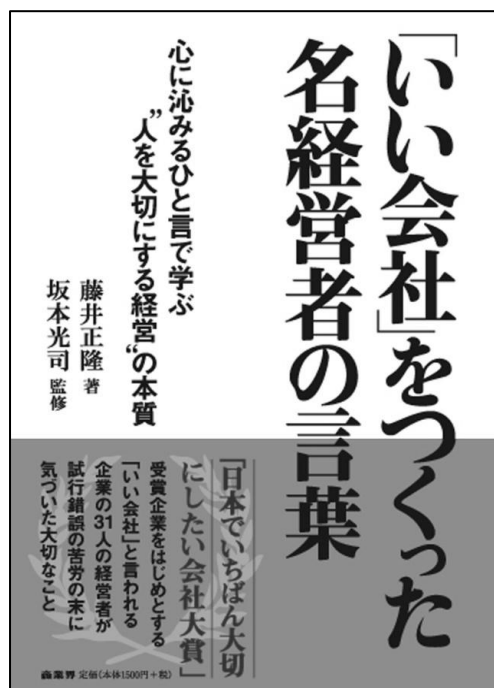 「いい会社」をつくった
名経営者の言葉
心に沁みるひと言で学ぶ
“人を大切にする経営”の本質
藤井正隆 著
坂本光司 監修
「日本でいちばん大切
にしたい会社大賞」
受賞企業をはじめとする
「いい会社」と言われる
企業の31人の経営者が
試行錯誤の苦労の末に
気づいた大切なこと
商業界 定価(本体1500円+税)